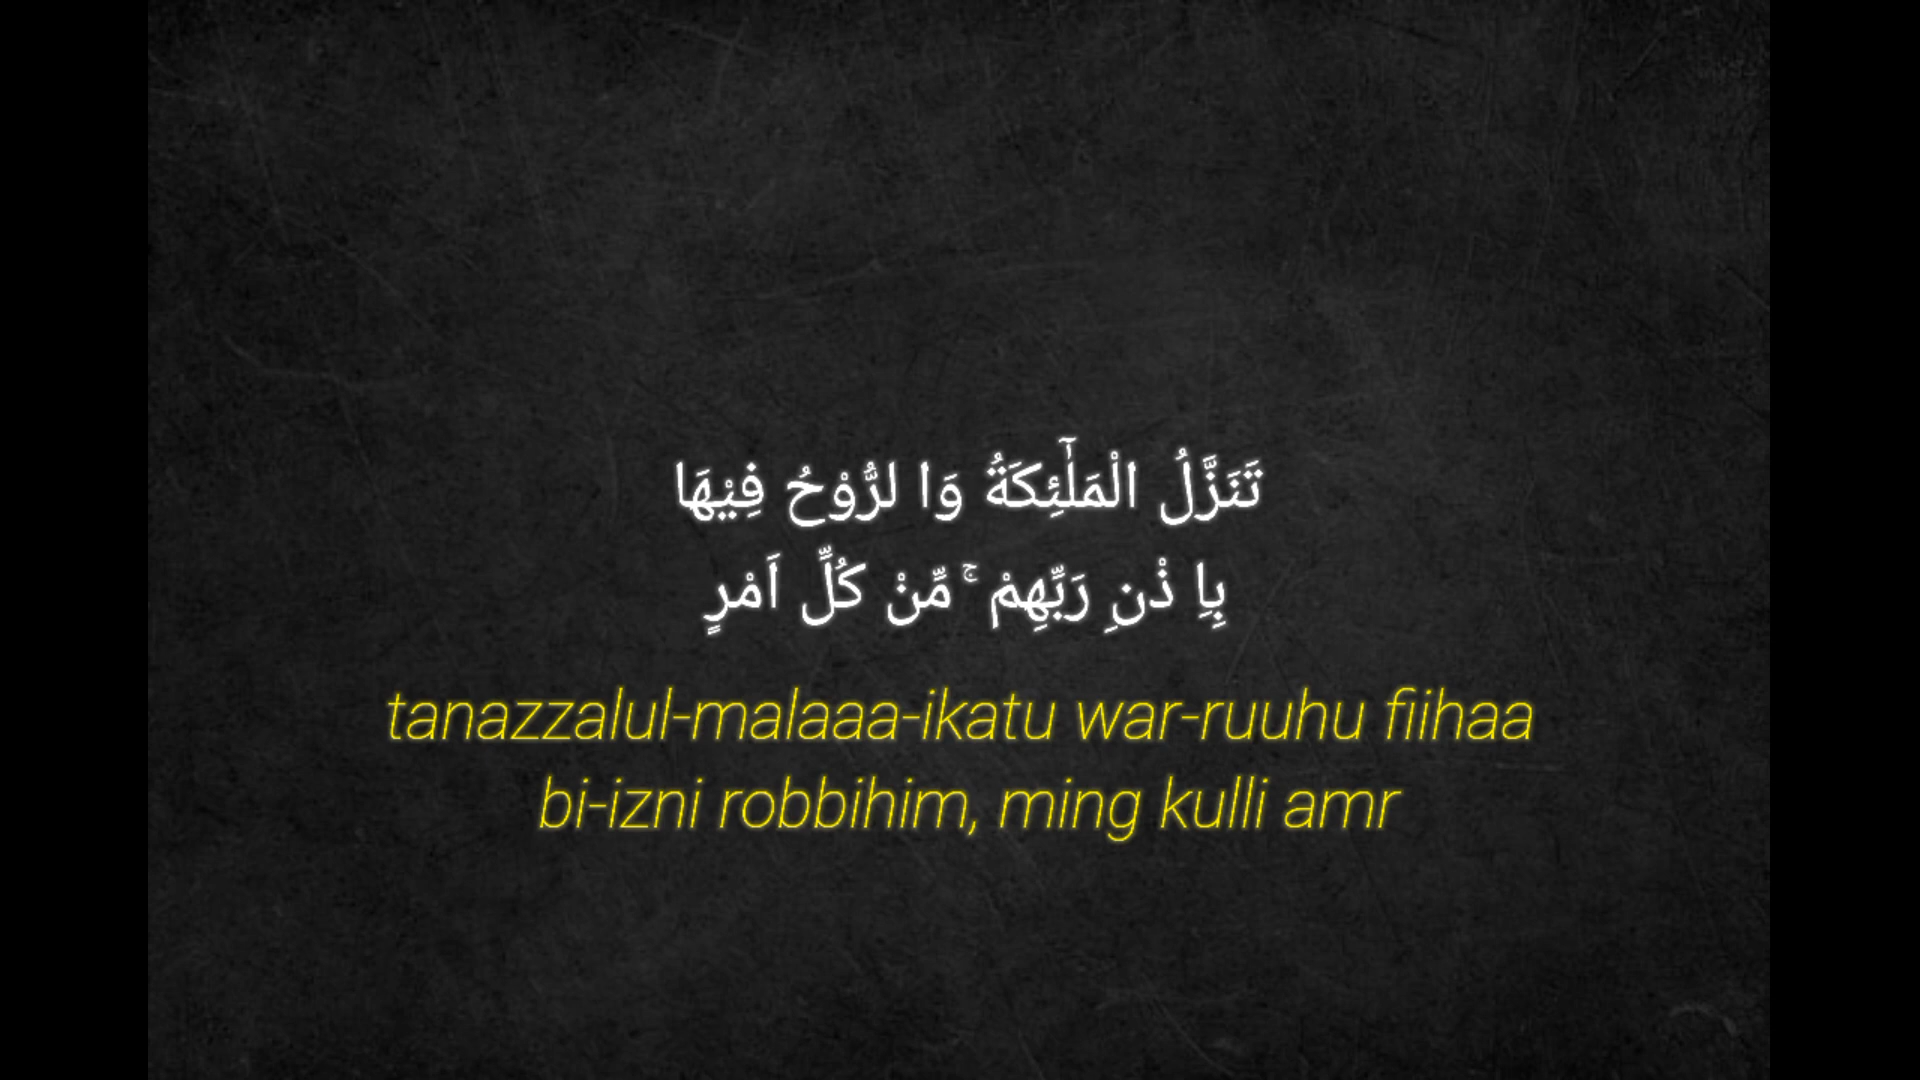 تَنَزَّلُ الْمَلٰٓئِكَةُ وَا لرُّوْحُ فِيْهَا
بِاِ ذْنِ رَبِّهِمْ ۚ مِّنْ كُلِّ اَمْرٍ
tanazzalul-malaaa-ikatu war-ruuhu fiihaa
bi-izni robbihim, ming kulli amr